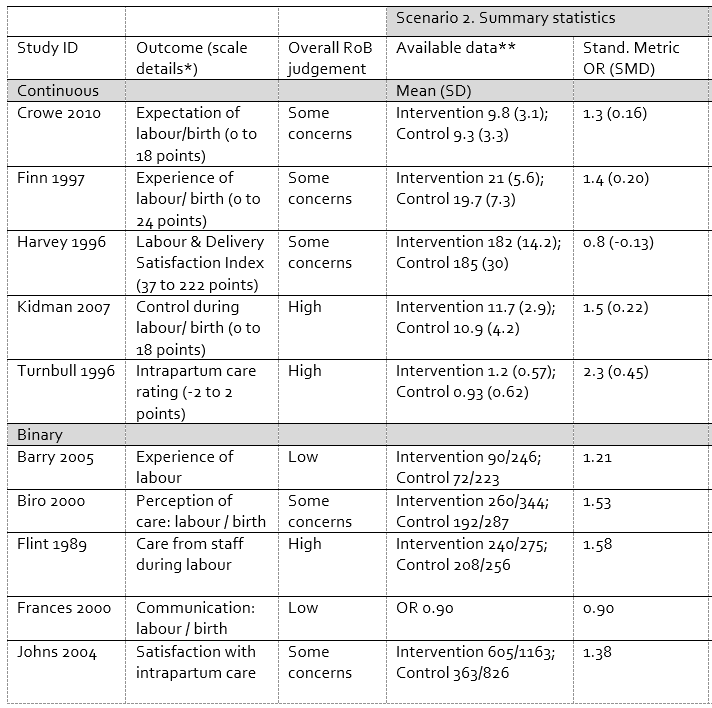 Scenario 2. Summary statistics
Study ID
Outcome (scale
details*)
Overall RoB
judgement
Available data**
Stand. Metric
OR (SMD)
Continuous
Mean (SD)
Crowe 2010
Expectation of
labour/birth (0 to
18 points)
Some
concerns
Intervention 9.8 (3.1);
Control 9.3 (3.3)
1.3 (0.16)
Finn 1997
Experience of
labour/ birth (0 to
24 points)
Some
concerns
Intervention 21 (5.6);
Control 19.7 (7.3)
1.4 (0.20)
Harvey 1996
Labour & Delivery
Satisfaction Index
(37 to 222 points)
Some
concerns
Intervention 182 (14.2);
Control 185 (30)
0.8 (-0.13)
Kidman 2007
Control during
labour/ birth (0 to
18 points)
High
Intervention 11.7 (2.9);
Control 10.9 (4.2)
1.5 (0.22)
Turnbull 1996
Intrapartum care
rating (-2 to 2
points)
High
Intervention 1.2 (0.57);
Control 0.93 (0.62)
2.3 (0.45)
Binary
Barry 2005
Experience of
labour
Low
Intervention 90/246;
Control 72/223
1.21
Biro 2000
Perception of
care: labour / birth
Some
concerns
Intervention 260/344;
Control 192/287
1.53
Flint 1989
Care from staff
during labour
High
Intervention 240/275;
Control 208/256
1.58
Frances 2000
Communication:
labour / birth
Low
OR 0.90
0.90
Johns 2004
Satisfaction with
intrapartum care
Some
concerns
Intervention 605/1163;
Control 363/826
1.38